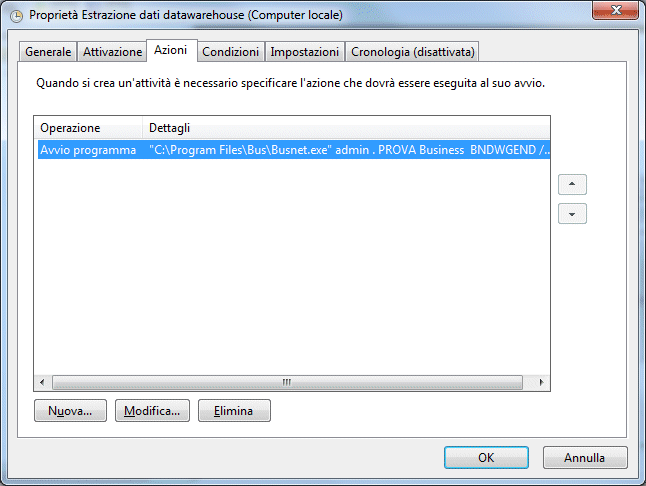 Proprietà Estrazione dati datawarehouse (Computer locale)
Generale Attivazione Azioni Condizioni Impostazioni Cronologia (disattivata)
Quando si crea un'attività è necessario specificare l'azione che dovrà essere eseguita al suo avvio.
Operazione Dettagli
Avvio programma "C:\Program Files\Bus\Busnet.exe" admin . PROVA Business BNDWGEND /...
Nuova... Modifica... Elimina
OK Annulla